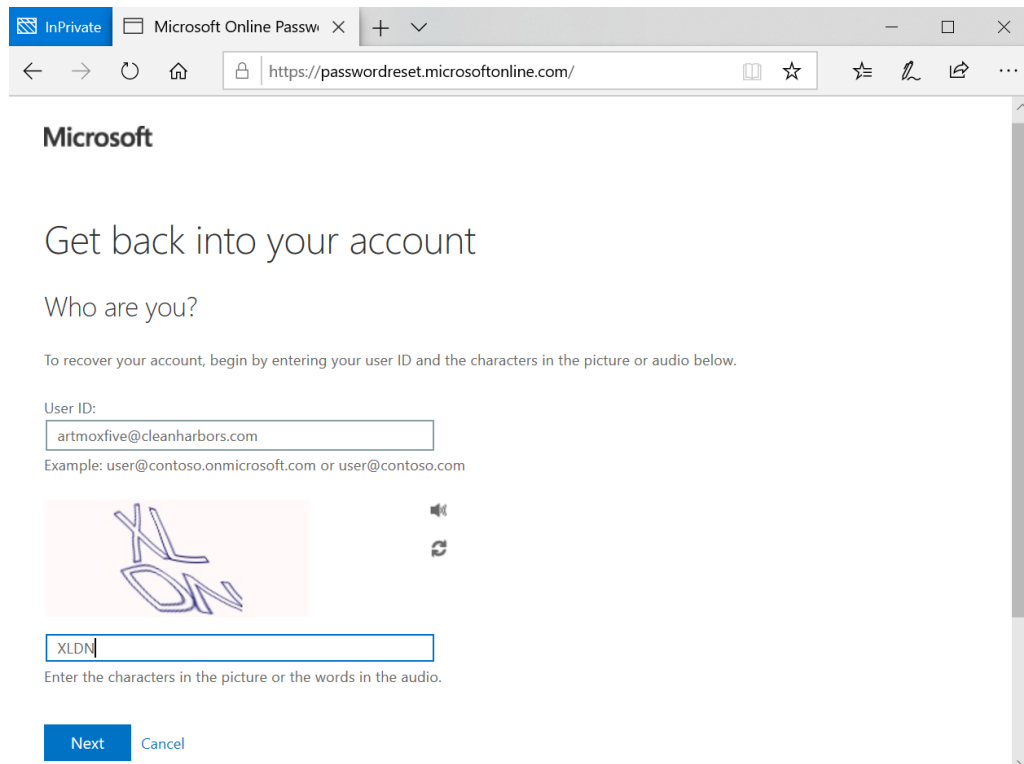 InPrivate
Microsoft Online Passw
https://passwordreset.microsoftonline.com/
Microsoft
Get back into your account
Who are you?
To recover your account, begin by entering your user ID and the characters in the picture or audio below.
User ID:
artmoxfive@cleanharbors.com
Example: user@contoso.onmicrosoft.com or user@contoso.com
XL
DN
XLDN
Enter the characters in the picture or the words in the audio.
Next Cancel